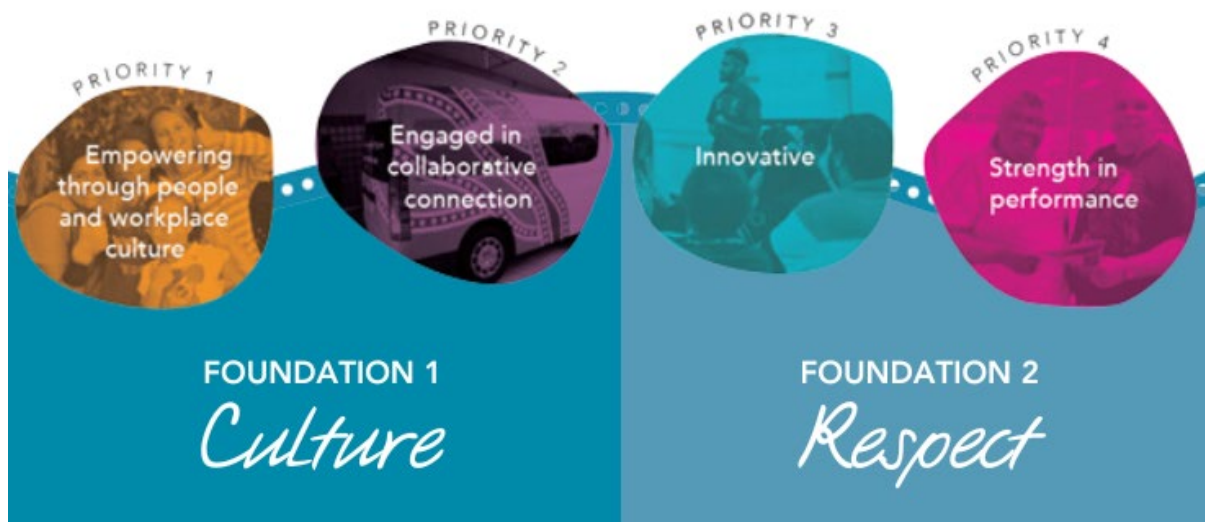 PRIORITY 1
Empowering
through people
and workplace
culture
PRIORITY 2
Engaged in
collaborative
connection
PRIORITY 3
Innovative
PRIORITY 4
Strength in
performance
FOUNDATION 1
Culture
FOUNDATION 2
Respect